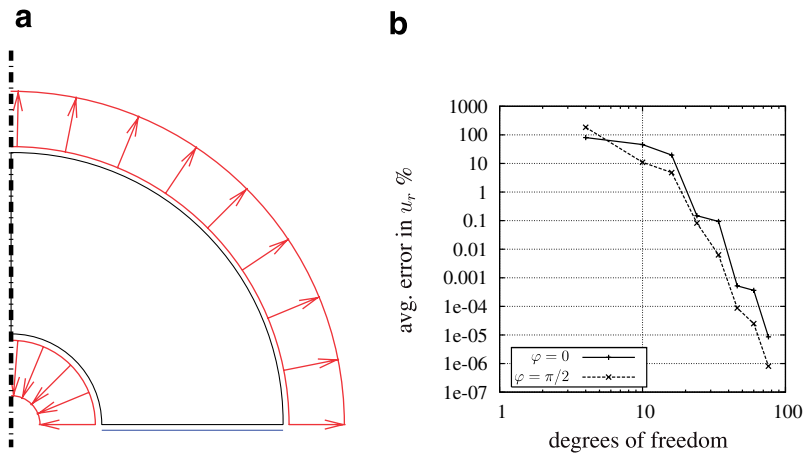 a
b
1000
100
10
1
0.1
0.01
0.001
1e-04
1e-05
1e-06
1e-07
avg. error in u_r %
φ = 0
φ = π/2
1
10
100
degrees of freedom